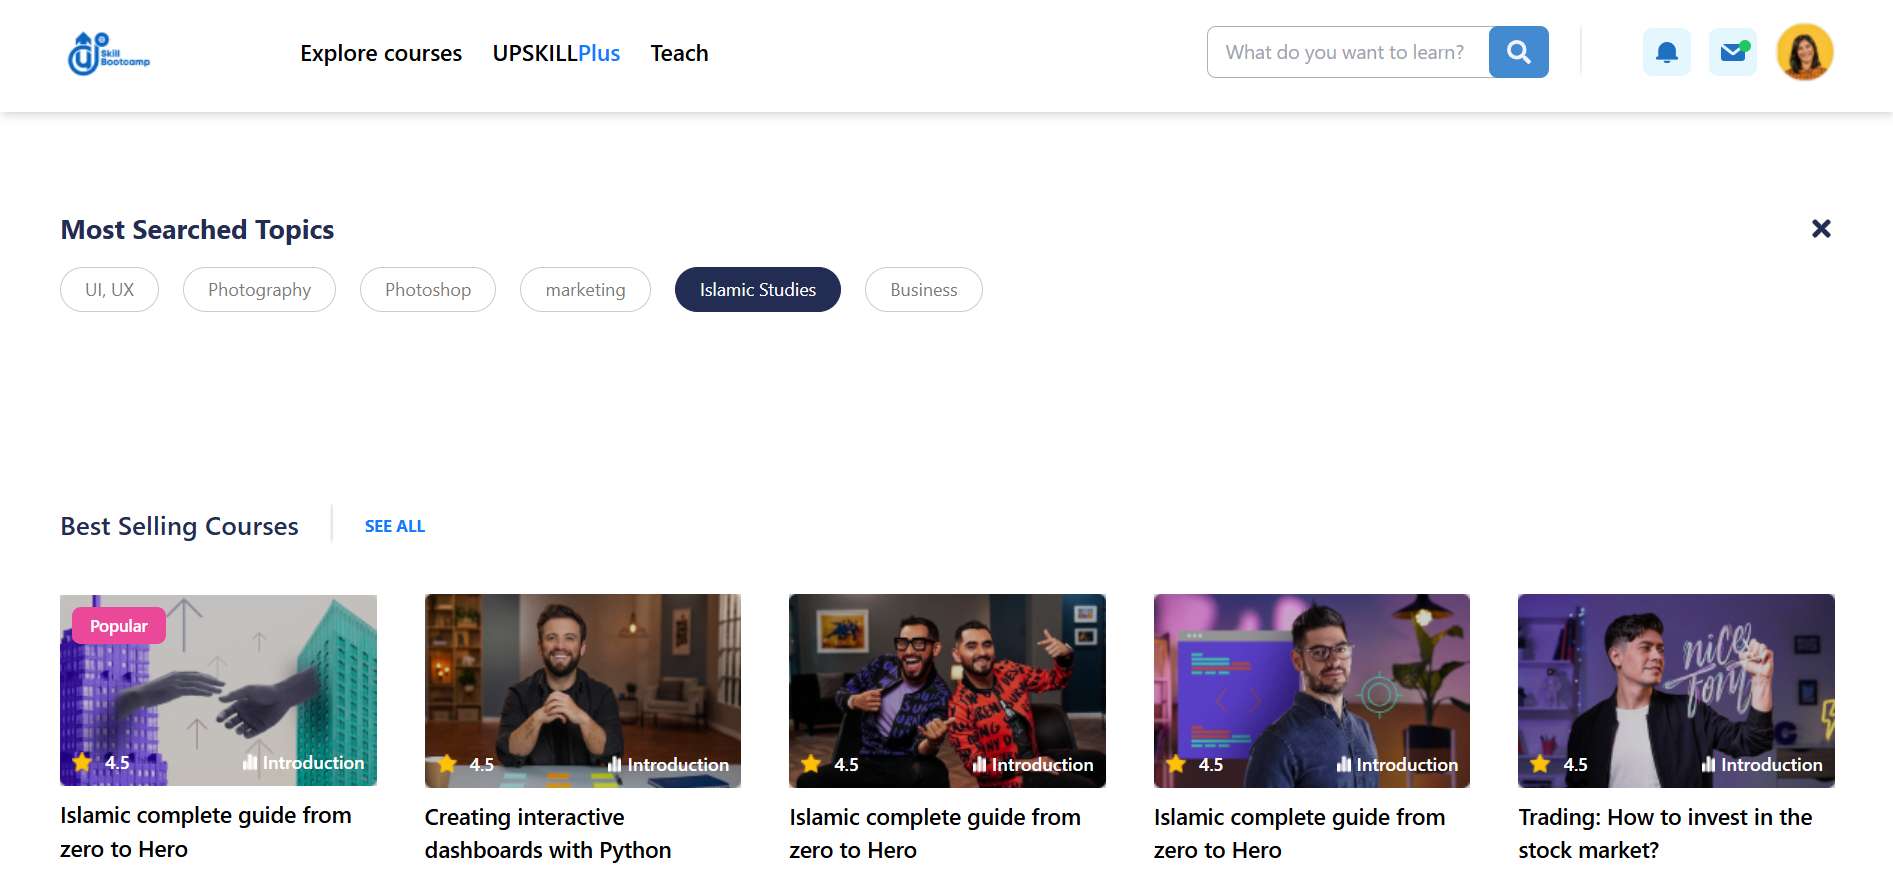 Skill
Bootcamp
Explore courses
UPSKILLPlus
Teach
What do you want to learn?
Most Searched Topics
UI, UX
Photography
Photoshop
marketing
Islamic Studies
Business
Best Selling Courses
SEE ALL
Popular
4.5
Introduction
Islamic complete guide from
zero to Hero
4.5
Introduction
Creating interactive
dashboards with Python
4.5
Introduction
Islamic complete guide from
zero to Hero
4.5
Introduction
Islamic complete guide from
zero to Hero
nice
font
4.5
Introduction
Trading: How to invest in the
stock market?